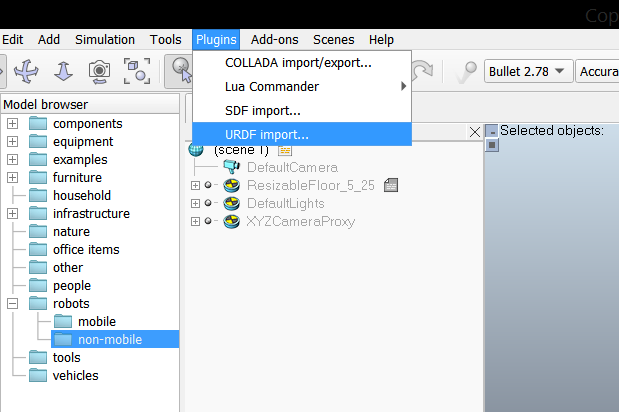 Cop
Edit Add Simulation Tools Plugins Add-ons Scenes Help
COLLADA import/export...
Lua Commander
SDF import...
URDF import...
Bullet 2.78
Accura
Model browser
components
equipment
examples
furniture
household
infrastructure
nature
office items
other
people
robots
mobile
non-mobile
tools
vehicles
(scene 1)
DefaultCamera
ResizableFloor_5_25
DefaultLights
XYZCameraProxy
Selected objects: